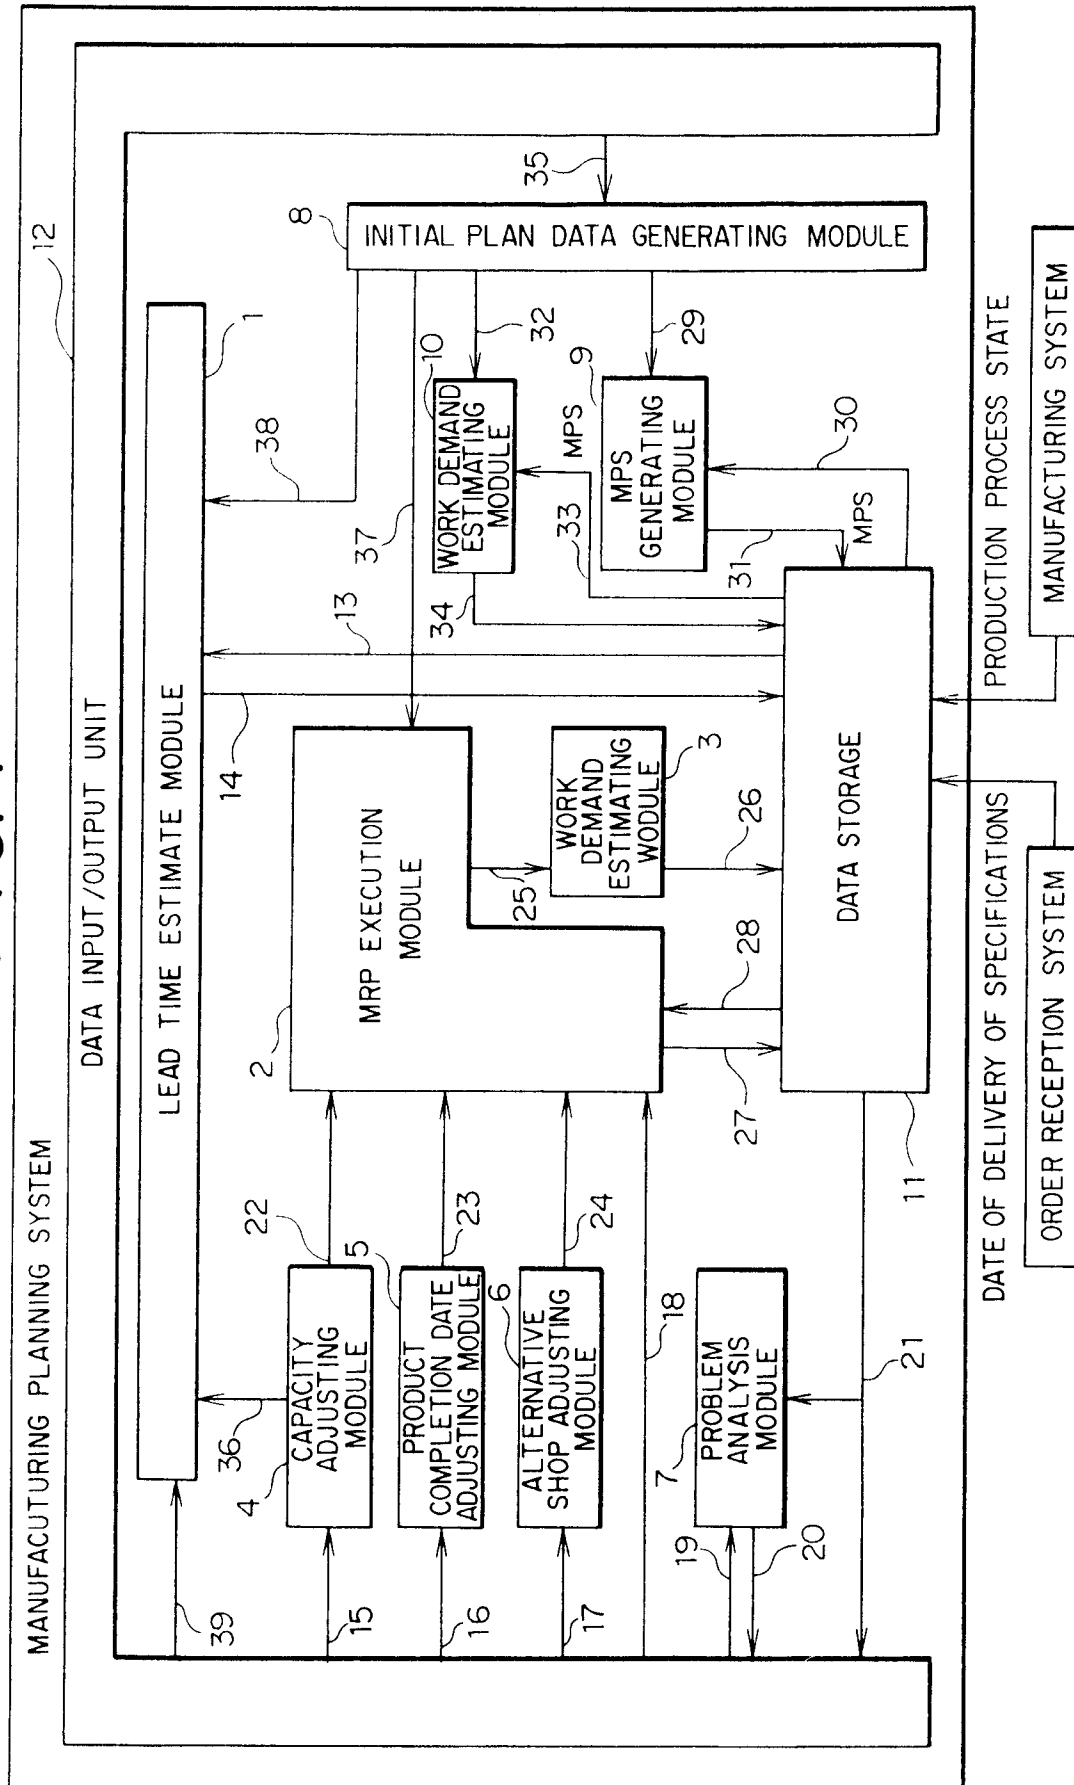 MANUFACUTURING PLANNING SYSTEM
12
DATA INPUT/OUTPUT UNIT
LEAD TIME ESTIMATE MODULE
1
39
36
14
13
38
15
4
CAPACITY
ADJUSTING
MODULE
22
2
MRP EXECUTION
MODULE
37
8
INITIAL PLAN DATA GENERATING MODULE
35
16
5
PRODUCT
COMPLETION DATE
ADJUSTING MODULE
23
17
6
ALTERNATIVE
SHOP ADJUSTING
MODULE
24
18
25
WORK
DEMAND
ESTIMATING
WODULE
3
26
34
10
WORK DEMAND
ESTIMATING
MODULE
32
33
MPS
9
MPS
GENERATING
MODULE
29
30
31
MPS
19
20
7
PROBLEM
ANALYSIS
MODULE
21
27
28
11
DATA STORAGE
DATE OF DELIVERY OF SPECIFICATIONS
PRODUCTION PROCESS STATE
ORDER RECEPTION SYSTEM
MANUFACTURING SYSTEM